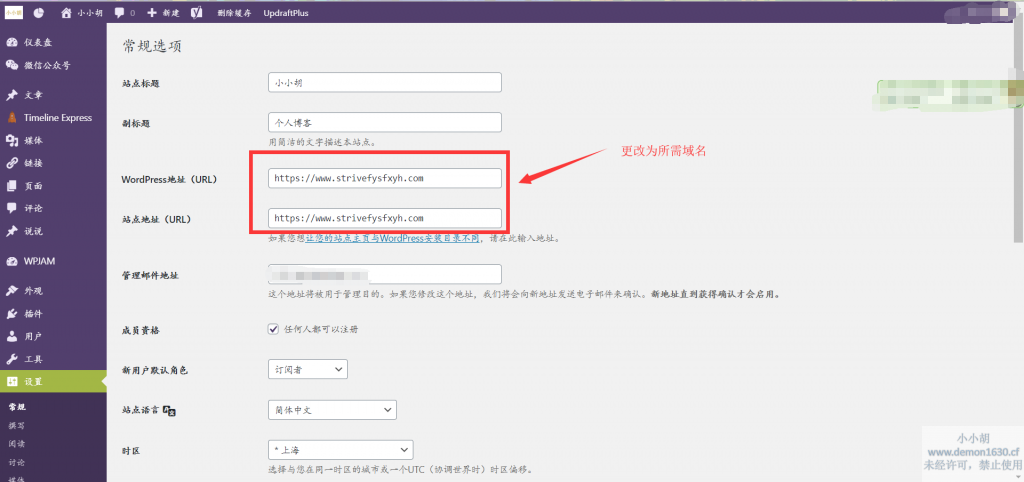 小小胡 小小胡 0 新建 删除缓存 UpdraftPlus
仪表盘
微信公众号
文章
Timeline Express
媒体
链接
页面
评论
说说
WPJAM
外观
插件
用户
工具
设置
常规
撰写
阅读
讨论
媒体
常规选项
站点标题 小小胡
副标题 个人博客
用简洁的文字描述本站点。
更改为所需域名
WordPress地址（URL） https://www.strivefysfxyh.com
站点地址（URL） https://www.strivefysfxyh.com
如果您想让您的站点主页与WordPress安装目录不同，请在此输入地址。
管理邮件地址
这个地址将被用于管理目的。如果您修改这个地址，我们将会向新地址发送电子邮件来确认。新地址直到获得确认才会启用。
成员资格 任何人都可以注册
新用户默认角色 订阅者
站点语言 简体中文
时区 * 上海
选择与您在同一时区的城市或一个UTC（协调世界时）时区偏移。
小小胡
www.demon1630.cf
未经许可，禁止使用